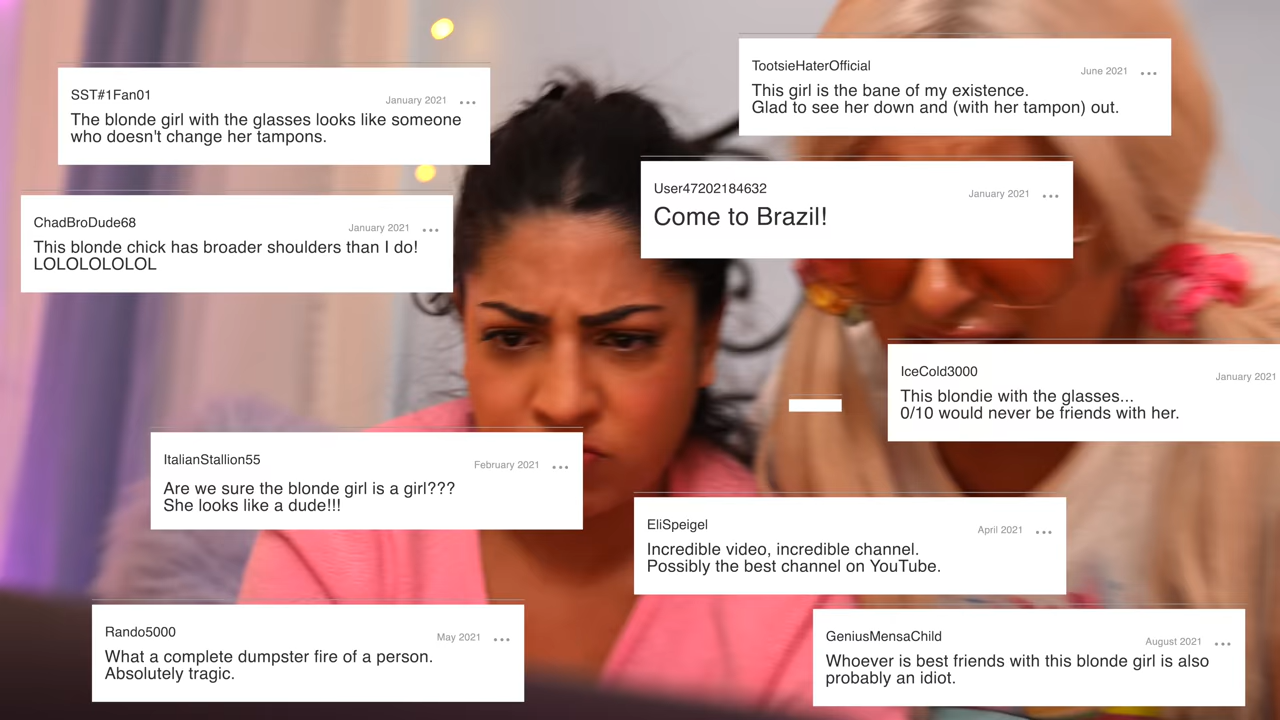 SST#1Fan01
January 2021
The blonde girl with the glasses looks like someone
who doesn't change her tampons.
TootsieHaterOfficial
June 2021
This girl is the bane of my existence.
Glad to see her down and (with her tampon) out.
User47202184632
January 2021
Come to Brazil!
ChadBroDude68
January 2021
This blonde chick has broader shoulders than I do!
LOLOLOLOLOL
IceCold3000
January 2021
This blondie with the glasses...
0/10 would never be friends with her.
ItalianStallion55
February 2021
Are we sure the blonde girl is a girl???
She looks like a dude!!!
EliSpeigel
April 2021
Incredible video, incredible channel.
Possibly the best channel on YouTube.
Rando5000
May 2021
What a complete dumpster fire of a person.
Absolutely tragic.
GeniusMensaChild
August 2021
Whoever is best friends with this blonde girl is also
probably an idiot.